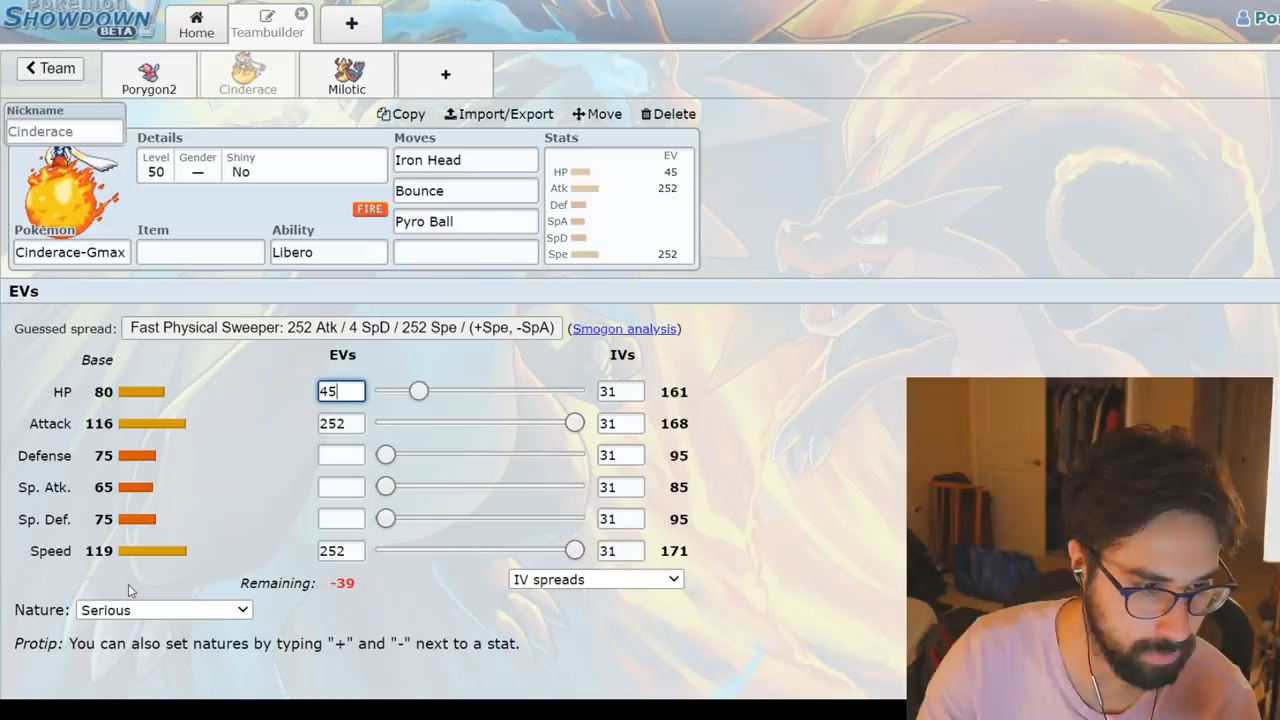 Pokémon
SHOWDOWN
BETA
Home
Teambuilder
+
Po
Team
Porygon2
Cinderace
Milotic
+
Nickname
Cinderace
Copy
Import/Export
Move
Delete
Details
Moves
Stats
Level
Gender
Shiny
50
—
No
Iron Head
Bounce
Pyro Ball
EV
HP 45
Atk 252
Def
SpA
SpD
Spe 252
FIRE
Pokémon
Item
Ability
Cinderace-Gmax
Libero
EVs
Guessed spread: Fast Physical Sweeper: 252 Atk / 4 SpD / 252 Spe / (+Spe, -SpA) (Smogon analysis)
Base EVs IVs
HP 80 45 31 161
Attack 116 252 31 168
Defense 75 31 95
Sp. Atk. 65 31 85
Sp. Def. 75 31 95
Speed 119 252 31 171
Remaining: -39 IV spreads
Nature: Serious
Protip: You can also set natures by typing "+" and "-" next to a stat.